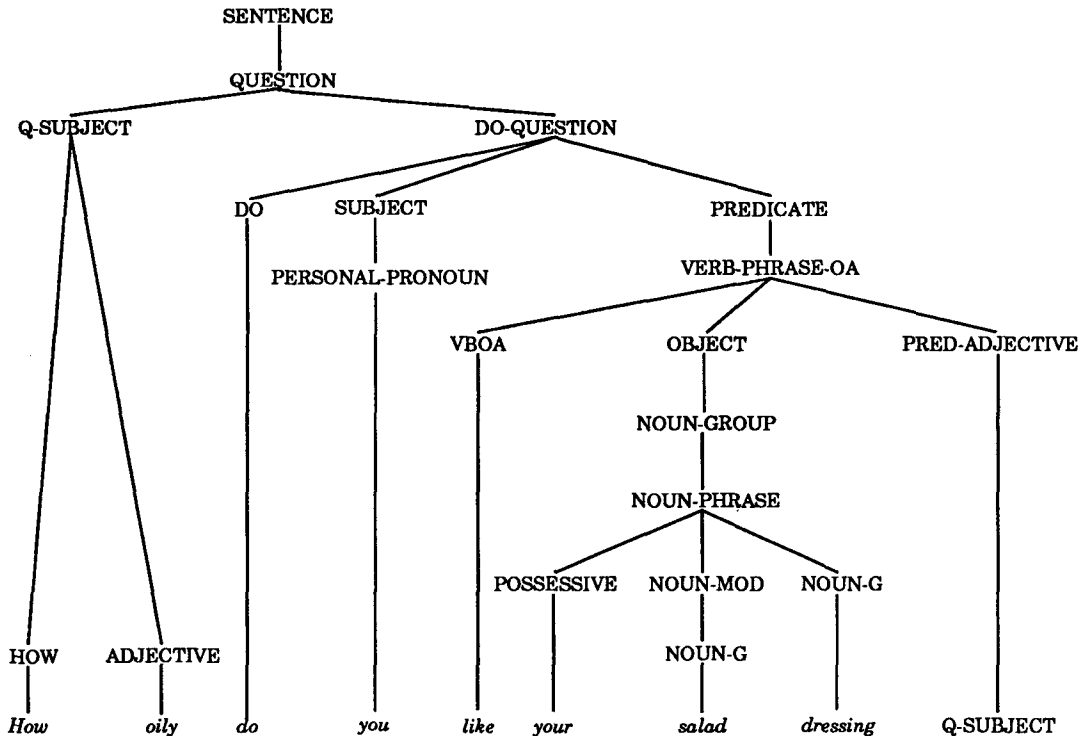 SENTENCE
QUESTION
Q-SUBJECT DO-QUESTION
DO SUBJECT PREDICATE
PERSONAL-PRONOUN VERB-PHRASE-OA
VBOA OBJECT PRED-ADJECTIVE
NOUN-GROUP
NOUN-PHRASE
POSSESSIVE NOUN-MOD NOUN-G
HOW ADJECTIVE NOUN-G
How oily do you like your salad dressing Q-SUBJECT